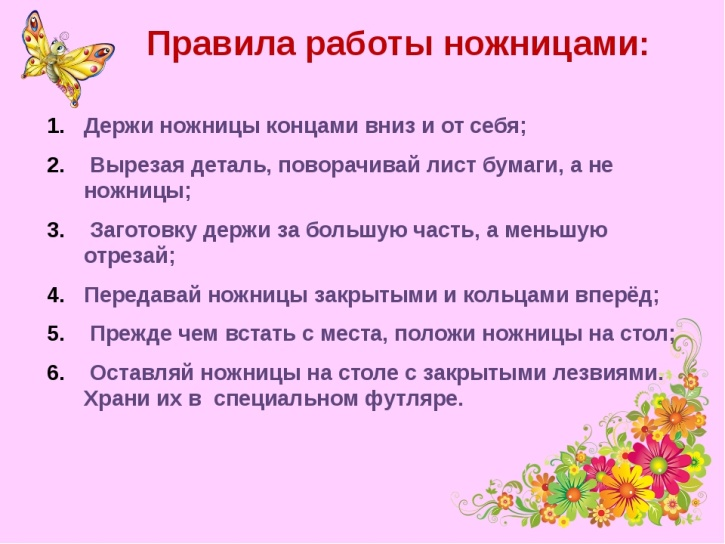 Правила работы ножницами:
1. Держи ножницы концами вниз и от себя;
2. Вырезая деталь, поворачивай лист бумаги, а не
ножницы;
3. Заготовку держи за большую часть, а меньшую
отрезай;
4. Передавай ножницы закрытыми и кольцами вперёд;
5. Прежде чем встать с места, положи ножницы на стол;
6. Оставляй ножницы на столе с закрытыми лезвиями.
Храни их в специальном футляре.